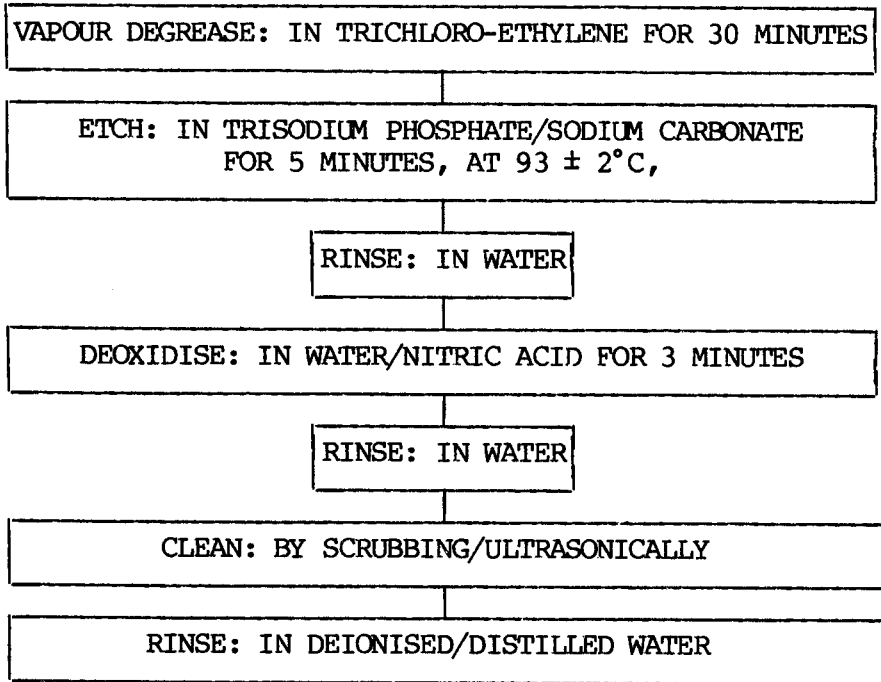 VAPOUR DEGREASE: IN TRICHLORO-ETHYLENE FOR 30 MINUTES
ETCH: IN TRISODIUM PHOSPHATE/SODIUM CARBONATE
FOR 5 MINUTES, AT 93 ± 2°C,
RINSE: IN WATER
DEOXIDISE: IN WATER/NITRIC ACID FOR 3 MINUTES
RINSE: IN WATER
CLEAN: BY SCRUBBING/ULTRASONICALLY
RINSE: IN DEIONISED/DISTILLED WATER